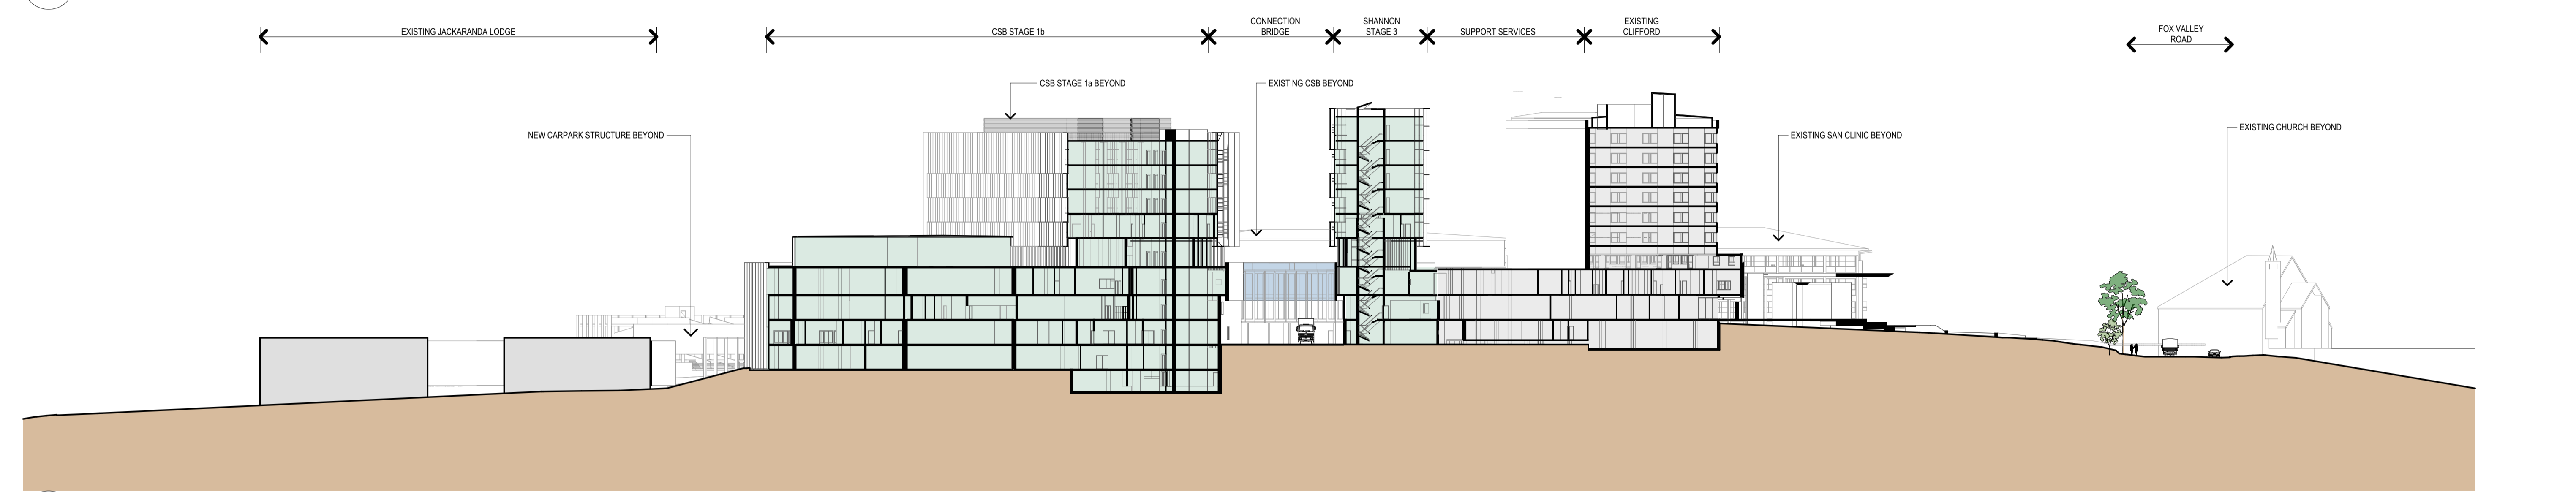 EXISTING JACKARANDA LODGE
CSB STAGE 1b
CONNECTION
BRIDGE
SHANNON
STAGE 3
SUPPORT SERVICES
EXISTING
CLIFFORD
FOX VALLEY
ROAD
CSB STAGE 1a BEYOND
EXISTING CSB BEYOND
NEW CARPARK STRUCTURE BEYOND
EXISTING SAN CLINIC BEYOND
EXISTING CHURCH BEYOND